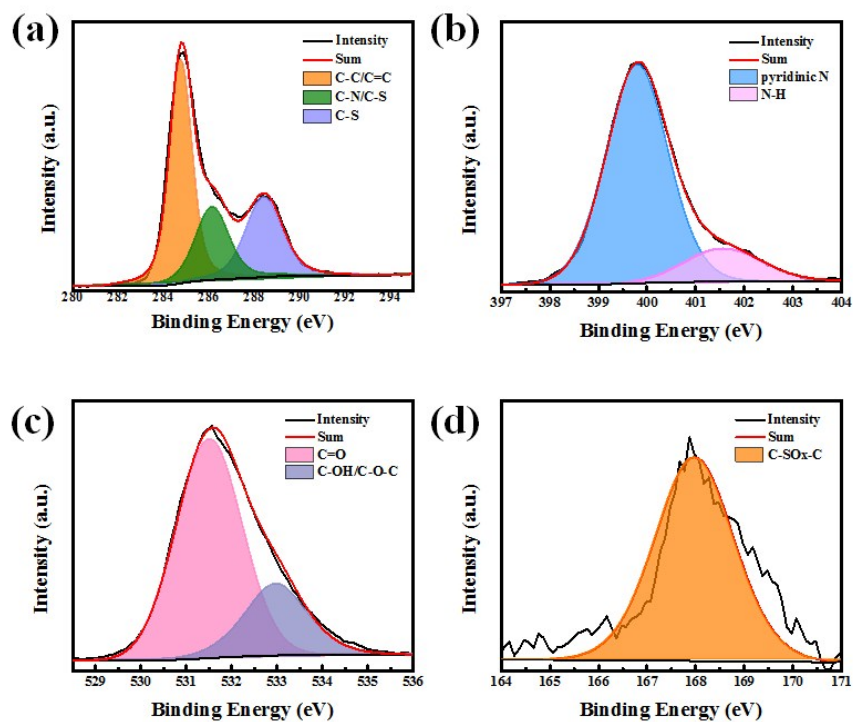 (a)
Intensity
Sum
C-C/C=C
C-N/C-S
C-S
Intensity (a.u.)
280 282 284 286 288 290 292 294
Binding Energy (eV)
(b)
Intensity
Sum
pyridinic N
N-H
Intensity (a.u.)
397 398 399 400 401 402 403 404
Binding Energy (eV)
(c)
Intensity
Sum
C=O
C-OH/C-O-C
Intensity (a.u.)
529 530 531 532 533 534 535 536
Binding Energy (eV)
(d)
Intensity
Sum
C-SOx-C
Intensity (a.u.)
164 165 166 167 168 169 170 171
Binding Energy (eV)